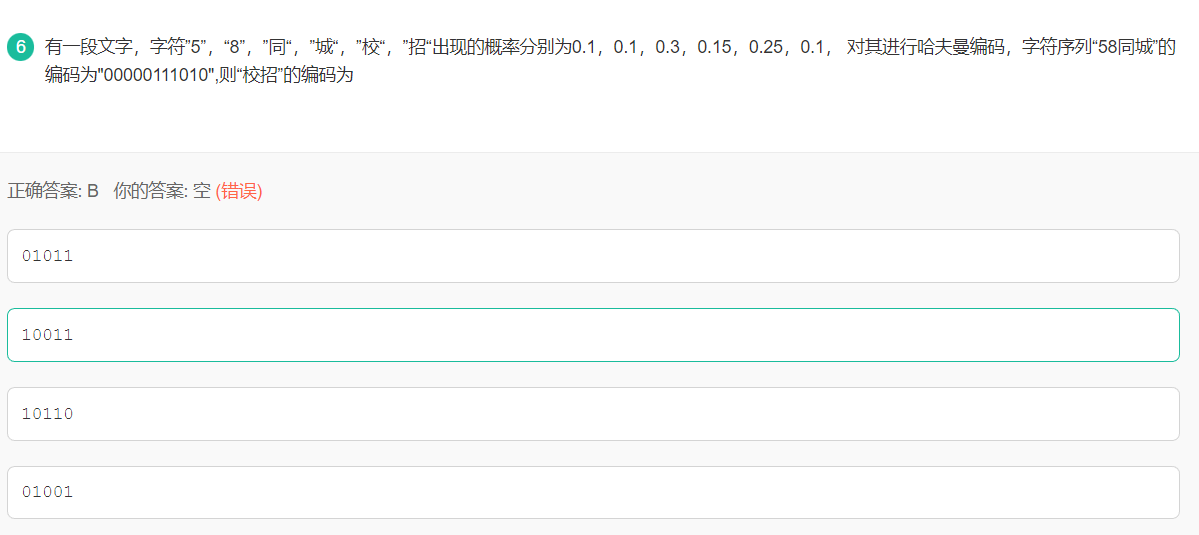 6 有一段文字，字符”5”，“8”，”同“，”城“，”校“，”招“出现的概率分别为0.1，0.1，0.3，0.15，0.25，0.1， 对其进行哈夫曼编码，字符序列“58同城”的
编码为"00000111010",则“校招”的编码为
正确答案: B 你的答案: 空 (错误)
01011
10011
10110
01001